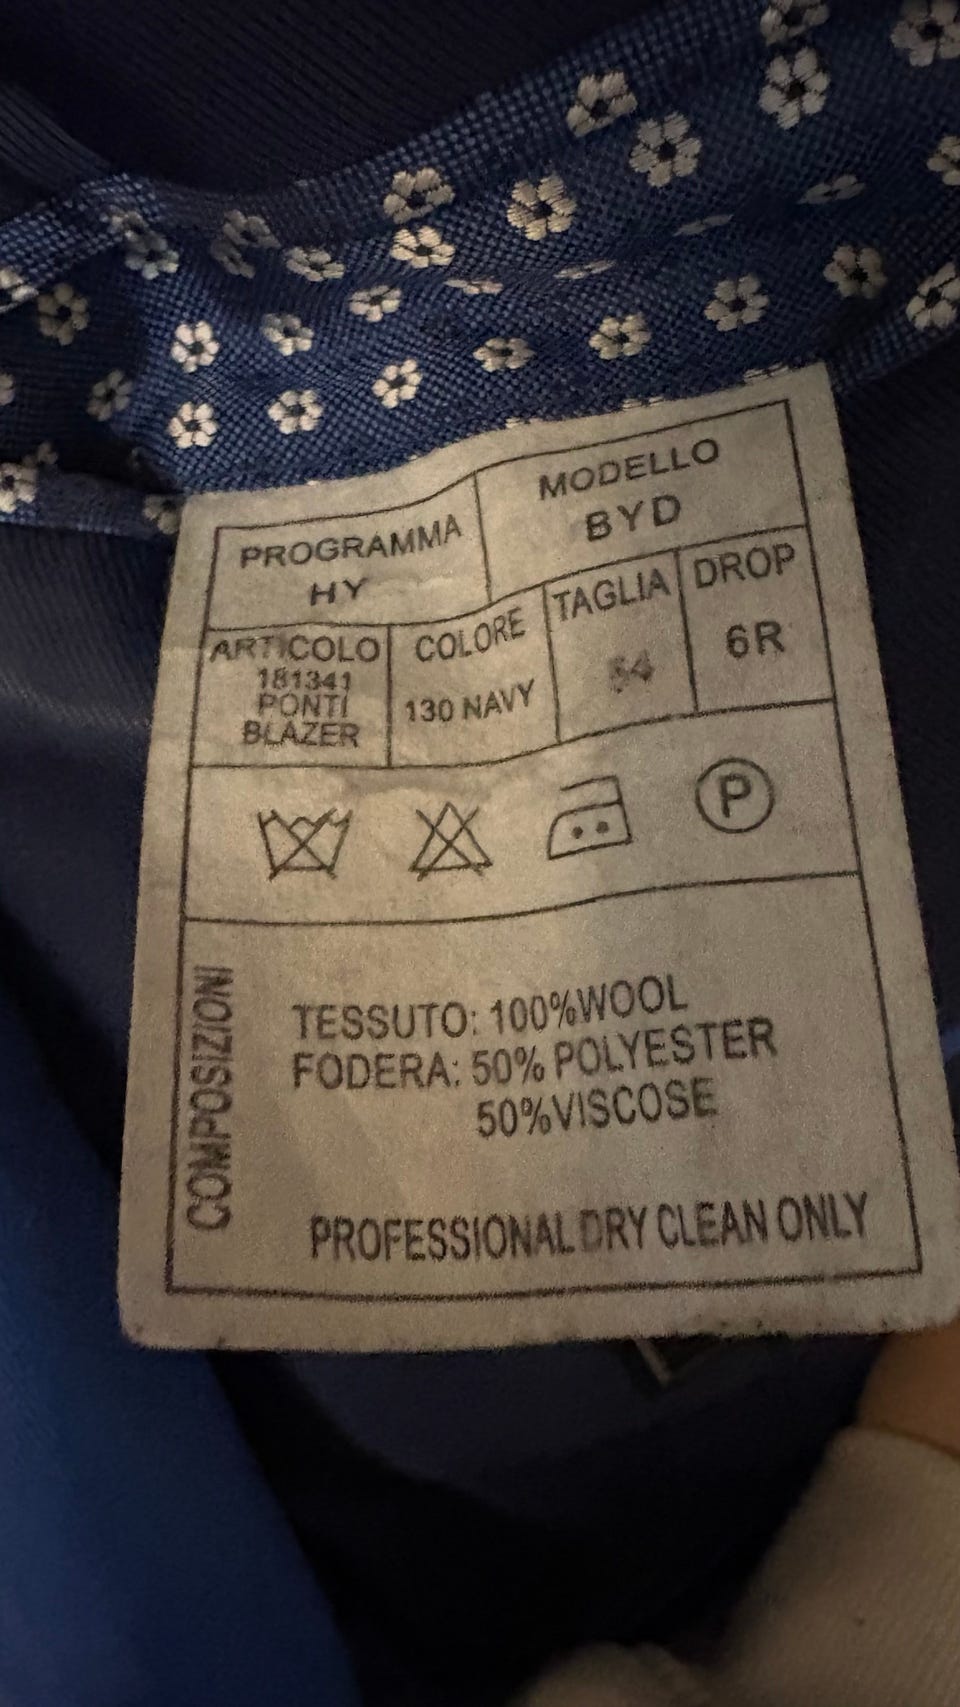 PROGRAMMA
HY
MODELLO
BYD
ARTICOLO
181341
PONTI
BLAZER
COLORE
130 NAVY
TAGLIA
54
DROP
6R
P
COMPOSIZIONI
TESSUTO: 100%WOOL
FODERA: 50% POLYESTER
50%VISCOSE
PROFESSIONAL DRY CLEAN ONLY